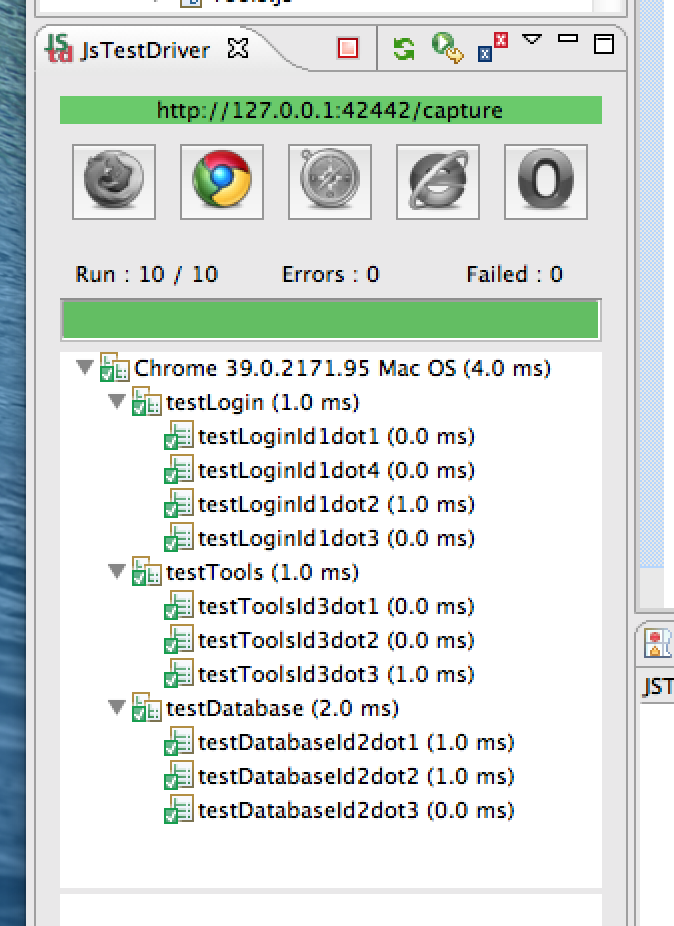 JStd JsTestDriver
http://127.0.0.1:42442/capture
Run : 10 / 10 Errors : 0 Failed : 0
Chrome 39.0.2171.95 Mac OS (4.0 ms)
testLogin (1.0 ms)
testLoginId1dot1 (0.0 ms)
testLoginId1dot4 (0.0 ms)
testLoginId1dot2 (1.0 ms)
testLoginId1dot3 (0.0 ms)
testTools (1.0 ms)
testToolsId3dot1 (0.0 ms)
testToolsId3dot2 (0.0 ms)
testToolsId3dot3 (1.0 ms)
testDatabase (2.0 ms)
testDatabaseId2dot1 (1.0 ms)
testDatabaseId2dot2 (1.0 ms)
testDatabaseId2dot3 (0.0 ms)
JST